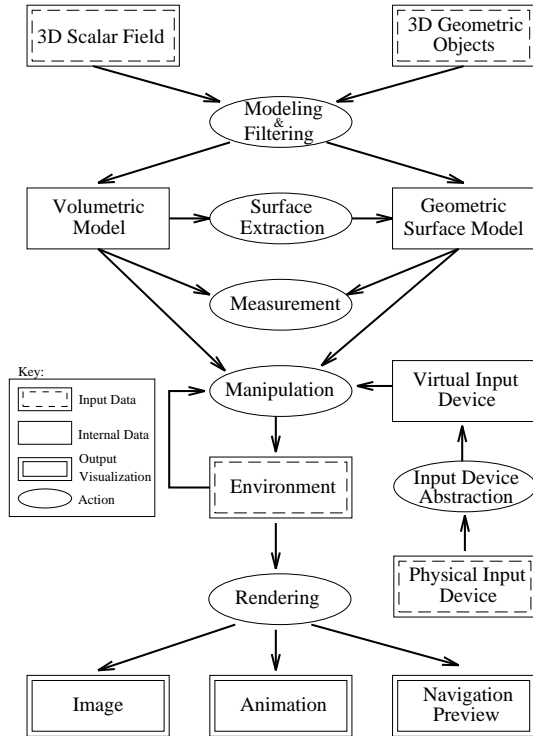 3D Scalar Field
3D Geometric
Objects
Modeling
&
Filtering
Volumetric
Model
Surface
Extraction
Geometric
Surface Model
Measurement
Manipulation
Virtual Input
Device
Key:
Input Data
Internal Data
Output
Visualization
Action
Environment
Input Device
Abstraction
Physical Input
Device
Rendering
Image
Animation
Navigation
Preview